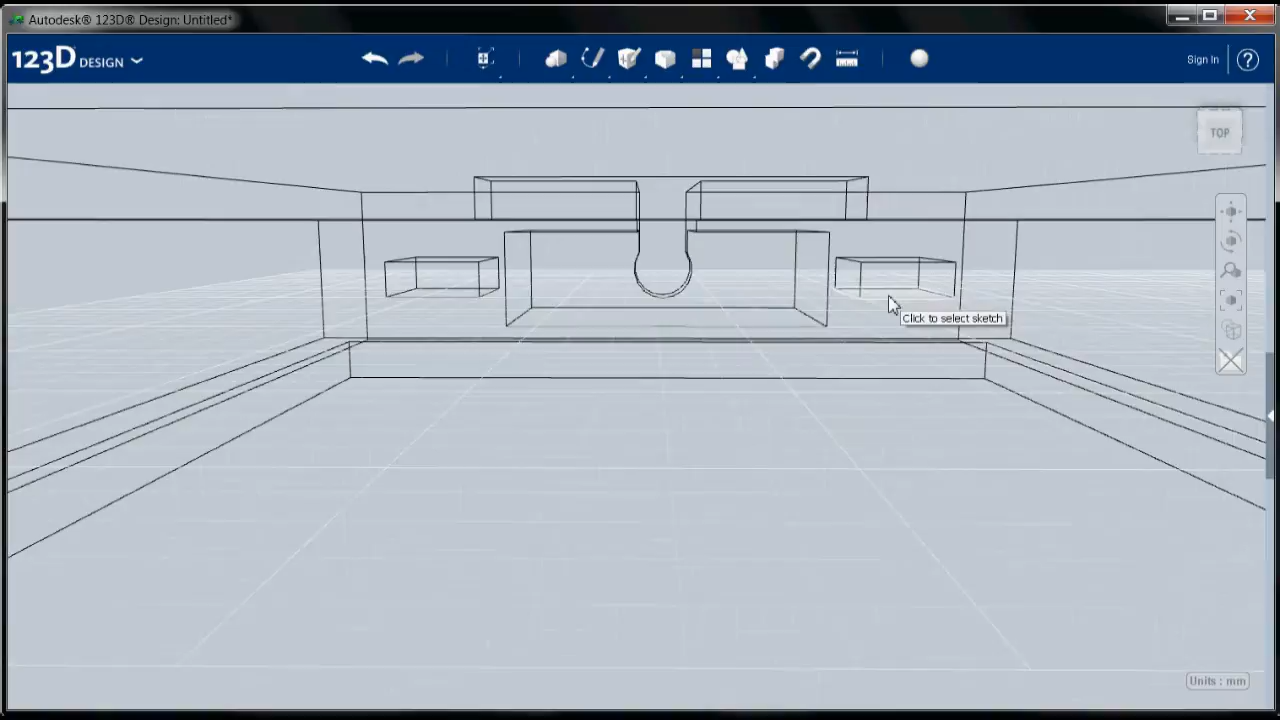 Autodesk® 123D® Design: Untitled*
123D DESIGN
Sign In
?
TOP
Click to select sketch
Units : mm